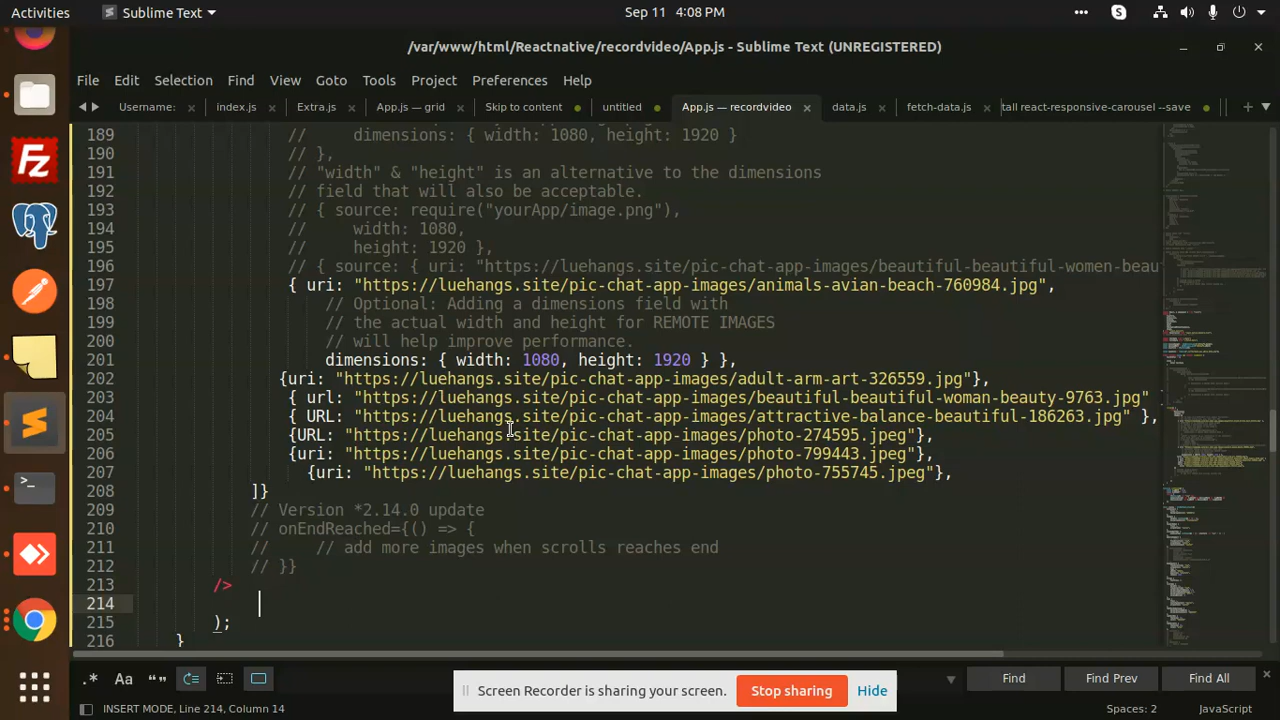 Activities
Sublime Text
Sep 11 4:08 PM
/var/www/html/Reactnative/recordvideo/App.js - Sublime Text (UNREGISTERED)
File Edit Selection Find View Goto Tools Project Preferences Help
Username: index.js Extra.js App.js — grid Skip to content untitled App.js — recordvideo data.js fetch-data.js tall react-responsive-carousel --save
189 // dimensions: { width: 1080, height: 1920 }
190 // },
191 // "width" & "height" is an alternative to the dimensions
192 // field that will also be acceptable.
193 // { source: require("yourApp/image.png"),
194 // width: 1080,
195 // height: 1920 },
196 // { source: { uri: "https://luehangs.site/pic-chat-app-images/beautiful-beautiful-women-beaut
197 { uri: "https://luehangs.site/pic-chat-app-images/animals-avian-beach-760984.jpg",
198 // Optional: Adding a dimensions field with
199 // the actual width and height for REMOTE IMAGES
200 // will help improve performance.
201 dimensions: { width: 1080, height: 1920 } },
202 {uri: "https://luehangs.site/pic-chat-app-images/adult-arm-art-326559.jpg"},
203 { url: "https://luehangs.site/pic-chat-app-images/beautiful-beautiful-woman-beauty-9763.jpg"
204 { URL: "https://luehangs.site/pic-chat-app-images/attractive-balance-beautiful-186263.jpg" },
205 {URL: "https://luehangs.site/pic-chat-app-images/photo-274595.jpeg"},
206 {uri: "https://luehangs.site/pic-chat-app-images/photo-799443.jpeg"},
207 {uri: "https://luehangs.site/pic-chat-app-images/photo-755745.jpeg"},
208 ]}
209 // Version *2.14.0 update
210 // onEndReached={() => {
211 // // add more images when scrolls reaches end
212 // }}
213 />
214
215 );
216 }
.* Aa “” Find Find Prev Find All
Screen Recorder is sharing your screen. Stop sharing Hide
INSERT MODE, Line 214, Column 14
Spaces: 2
JavaScript